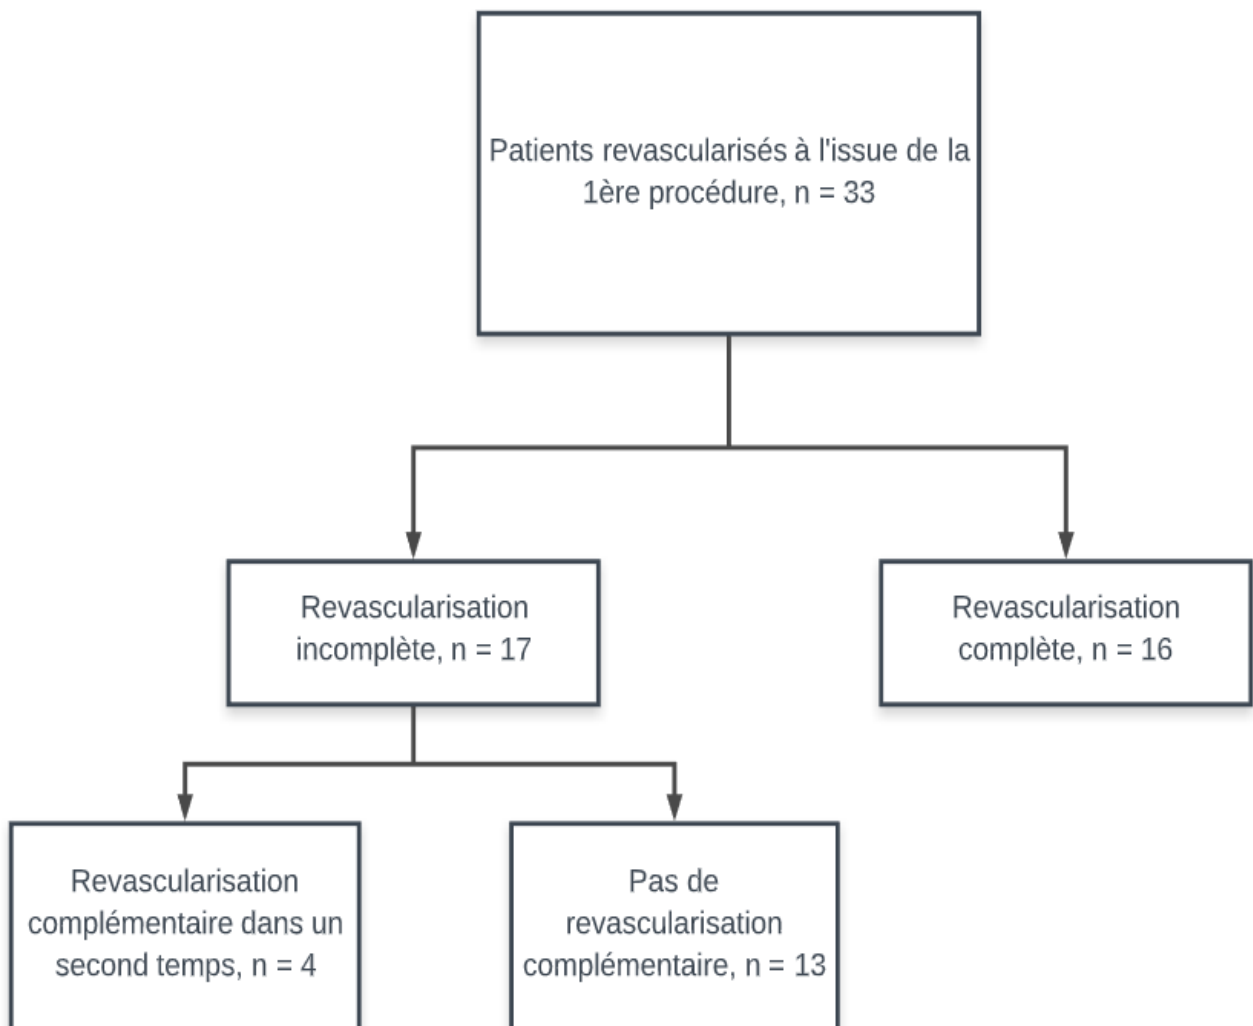 Patients revascularisés à l'issue de la
1ère procédure, n = 33
Revascularisation
incomplète, n = 17
Revascularisation
complète, n = 16
Revascularisation
complémentaire dans un
second temps, n = 4
Pas de
revascularisation
complémentaire, n = 13